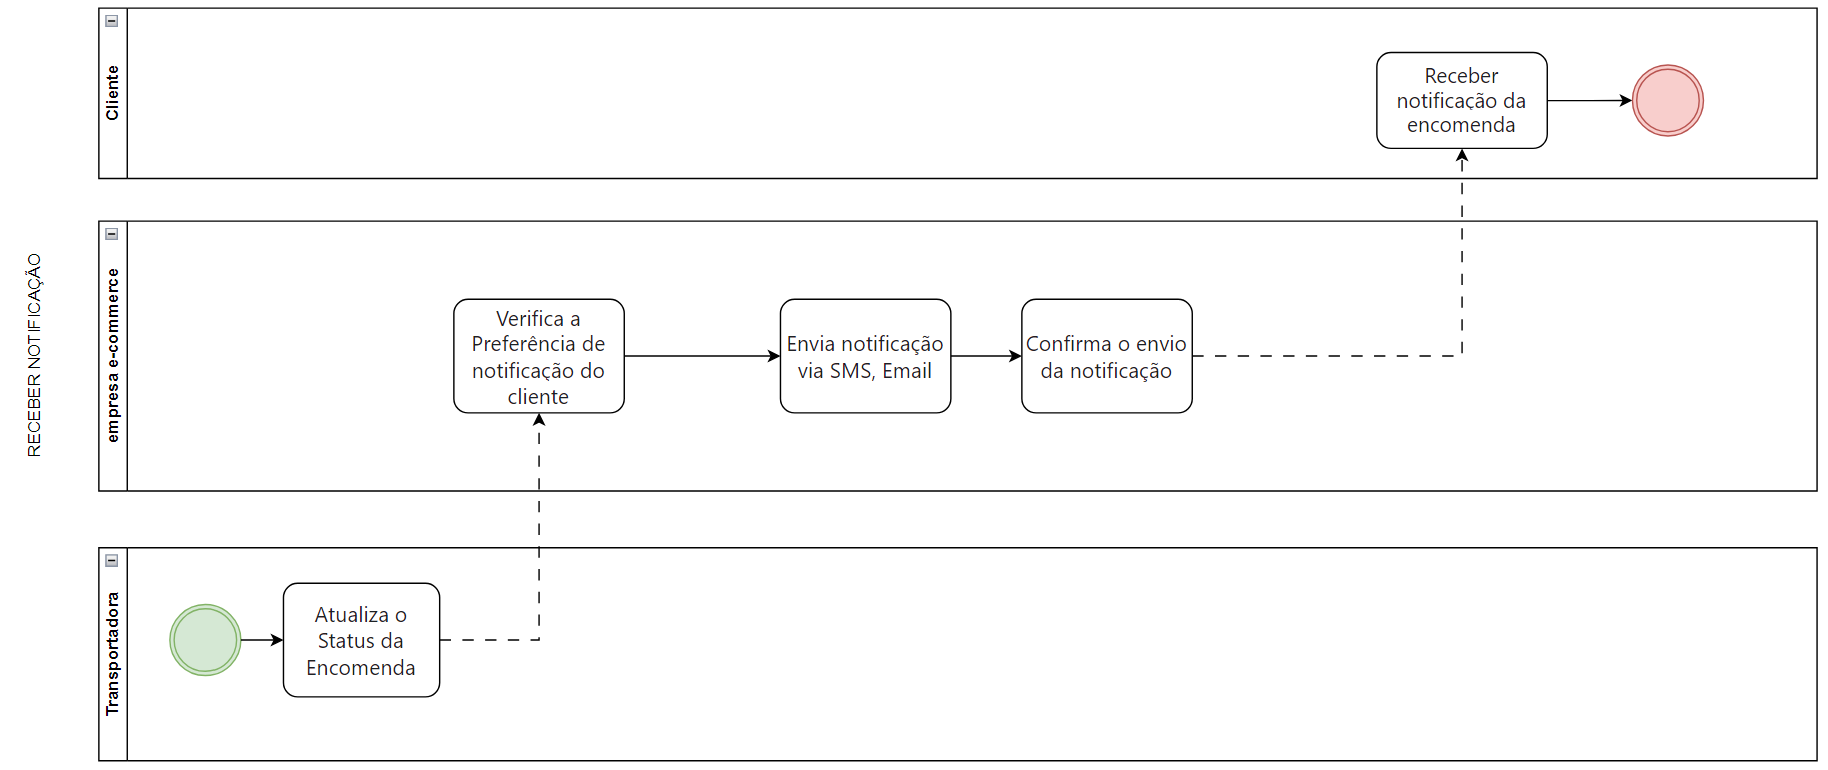 RECEBER NOTIFICAÇÃO
Cliente
Receber
notificação da
encomenda
empresa e-commerce
Verifica a
Preferência de
notificação do
cliente
Envia notificação
via SMS, Email
Confirma o envio
da notificação
Transportadora
Atualiza o
Status da
Encomenda